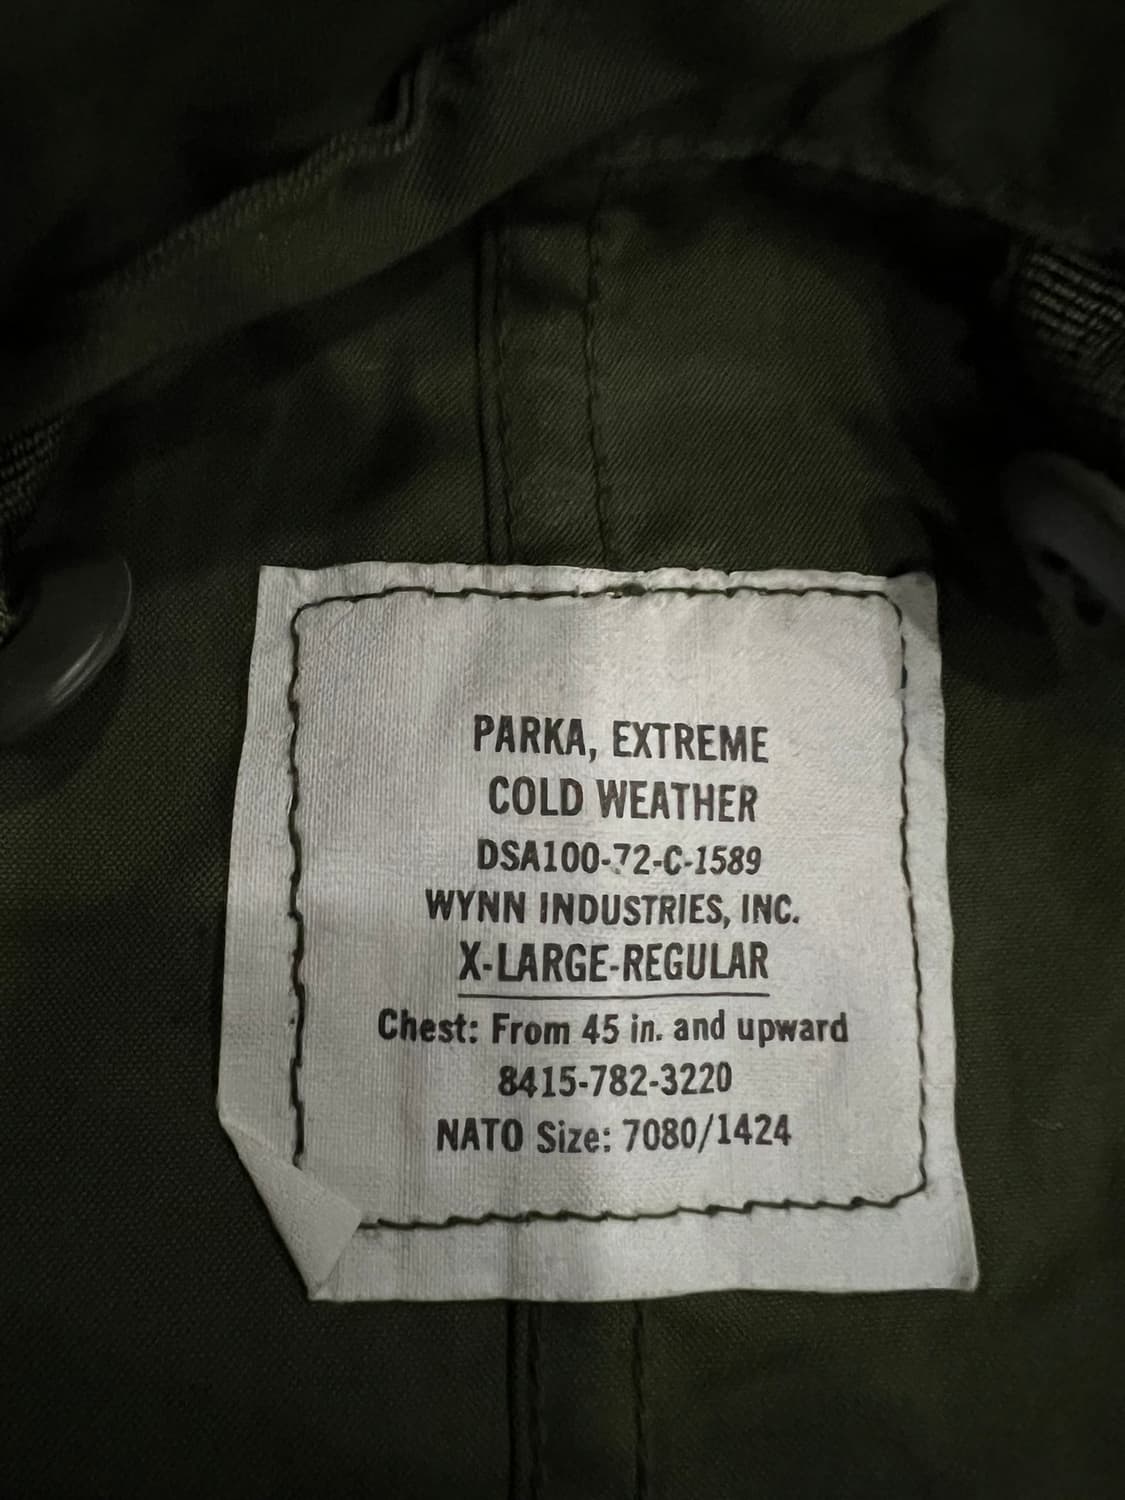 PARKA, EXTREME
COLD WEATHER
DSA100-72-C-1589
WYNN INDUSTRIES, INC.
X-LARGE-REGULAR
Chest: From 45 in. and upward
8415-782-3220
NATO Size: 7080/1424